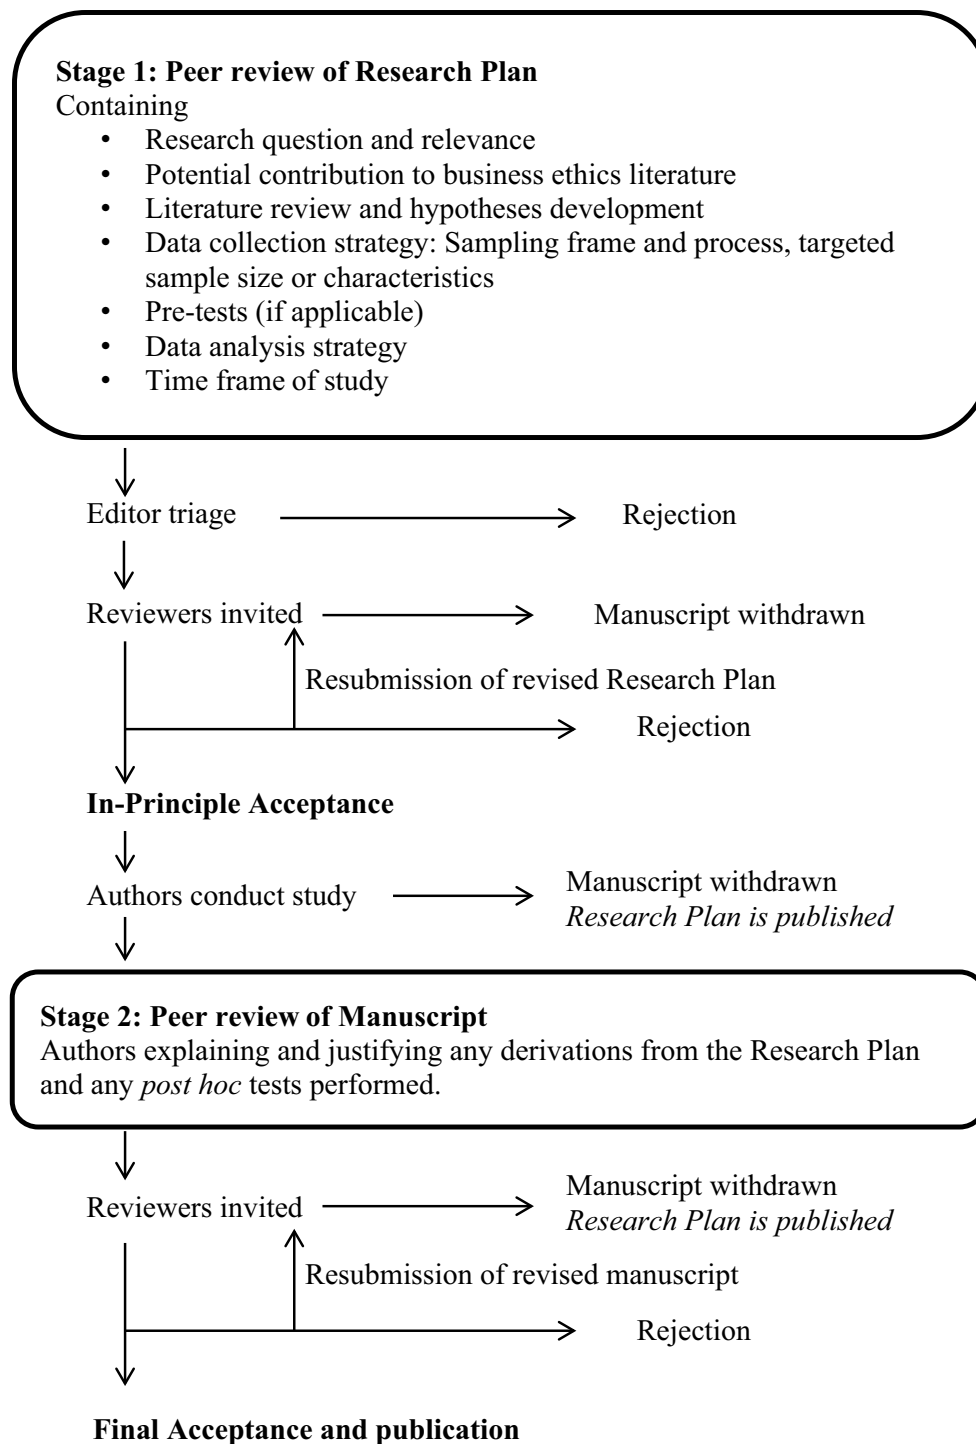 Stage 1: Peer review of Research Plan
Containing
• Research question and relevance
• Potential contribution to business ethics literature
• Literature review and hypotheses development
• Data collection strategy: Sampling frame and process, targeted
sample size or characteristics
• Pre-tests (if applicable)
• Data analysis strategy
• Time frame of study
Editor triage
Rejection
Reviewers invited
Manuscript withdrawn
Resubmission of revised Research Plan
Rejection
In-Principle Acceptance
Authors conduct study
Manuscript withdrawn
Research Plan is published
Stage 2: Peer review of Manuscript
Authors explaining and justifying any derivations from the Research Plan
and any post hoc tests performed.
Reviewers invited
Manuscript withdrawn
Research Plan is published
Resubmission of revised manuscript
Rejection
Final Acceptance and publication